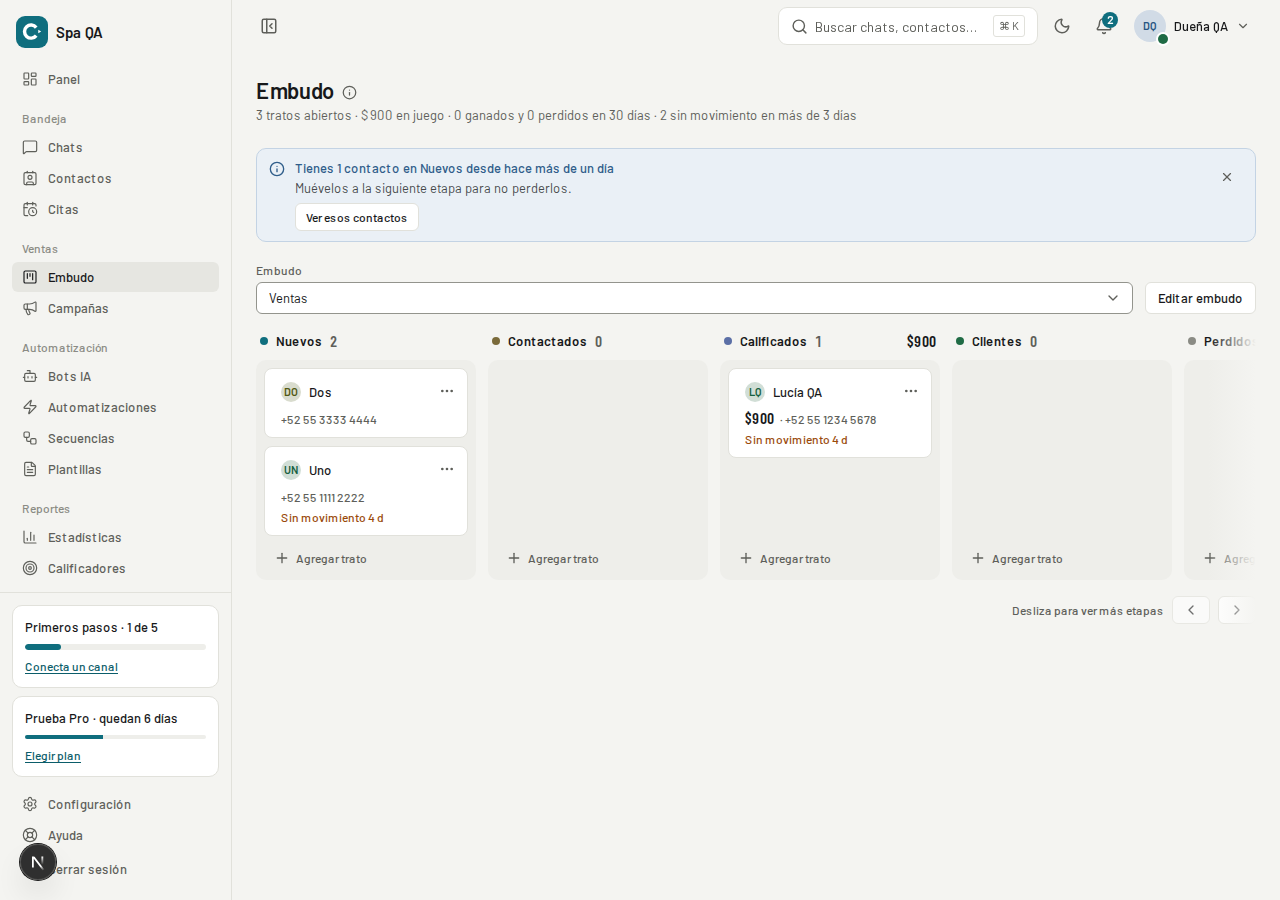 Spa QA
Panel
Bandeja
Chats
Contactos
Citas
Ventas
Embudo
Campañas
Automatización
Bots IA
Automatizaciones
Secuencias
Plantillas
Reportes
Estadísticas
Calificadores
Primeros pasos · 1 de 5
Conecta un canal
Prueba Pro · quedan 6 días
Elegir plan
Configuración
Ayuda
errar sesión
N
Buscar chats, contactos…
⌘ K
2
DQ
Dueña QA
Embudo
3 tratos abiertos · $900 en juego · 0 ganados y 0 perdidos en 30 días · 2 sin movimiento en más de 3 días
Tienes 1 contacto en Nuevos desde hace más de un día
Muévelos a la siguiente etapa para no perderlos.
Ver esos contactos
Embudo
Ventas
Editar embudo
Nuevos 2
DO Dos
+52 55 3333 4444
UN Uno
+52 55 1111 2222
Sin movimiento 4 d
Agregar trato
Contactados 0
Agregar trato
Calificados 1 $900
LQ Lucía QA
$900 · +52 55 1234 5678
Sin movimiento 4 d
Agregar trato
Clientes 0
Agregar trato
Perdido
Agreg
Desliza para ver más etapas